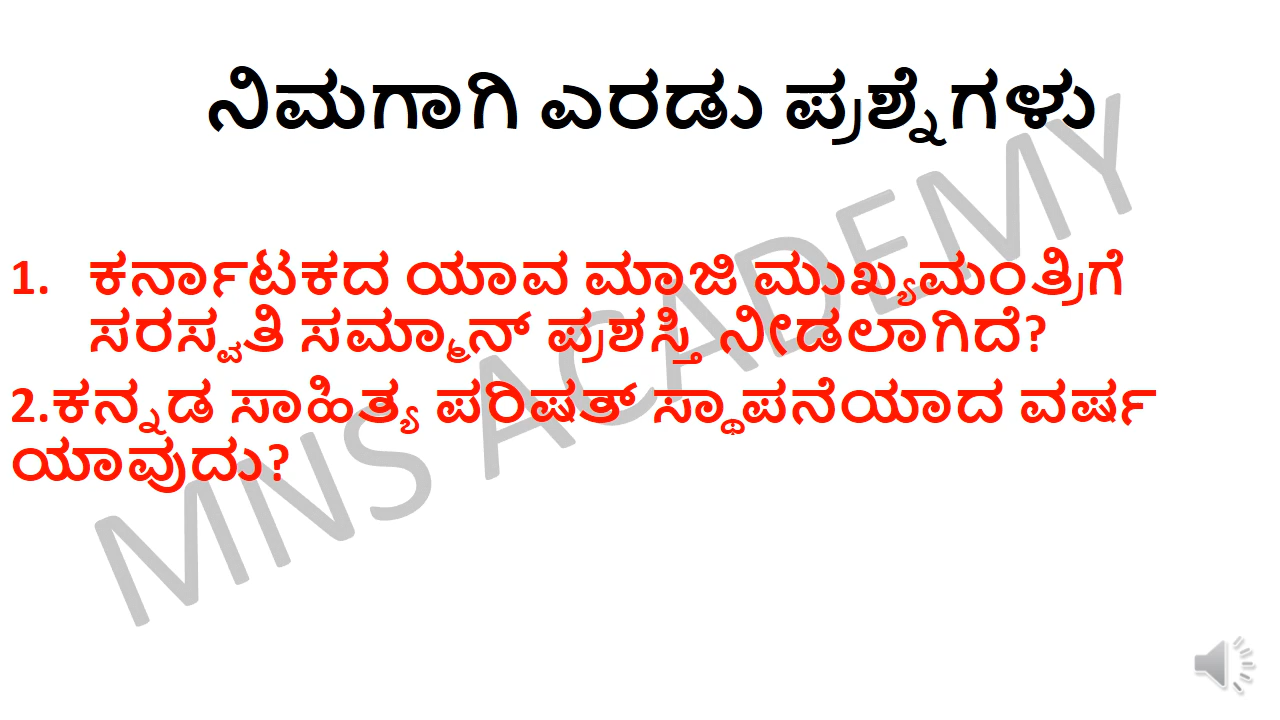 ನಿಮಗಾಗಿ ಎರಡು ಪ್ರಶ್ನೆಗಳು
1. ಕರ್ನಾಟಕದ ಯಾವ ಮಾಜಿ ಮುಖ್ಯಮಂತ್ರಿಗೆ
ಸರಸ್ವತಿ ಸಮ್ಮಾನ್ ಪ್ರಶಸ್ತಿ ನೀಡಲಾಗಿದೆ?
2.ಕನ್ನಡ ಸಾಹಿತ್ಯ ಪರಿಷತ್ ಸ್ಥಾಪನೆಯಾದ ವರ್ಷ
ಯಾವುದು?
MNS ACADEMY